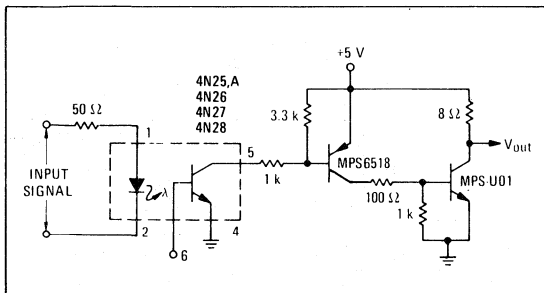 +5 V
4N25,A
4N26
4N27
4N28
50 Ω
3.3 k
8 Ω
1
5
Vout
MPS6518
MPS-U01
INPUT
SIGNAL
λ
1 k
100 Ω
1 k
2
4
6